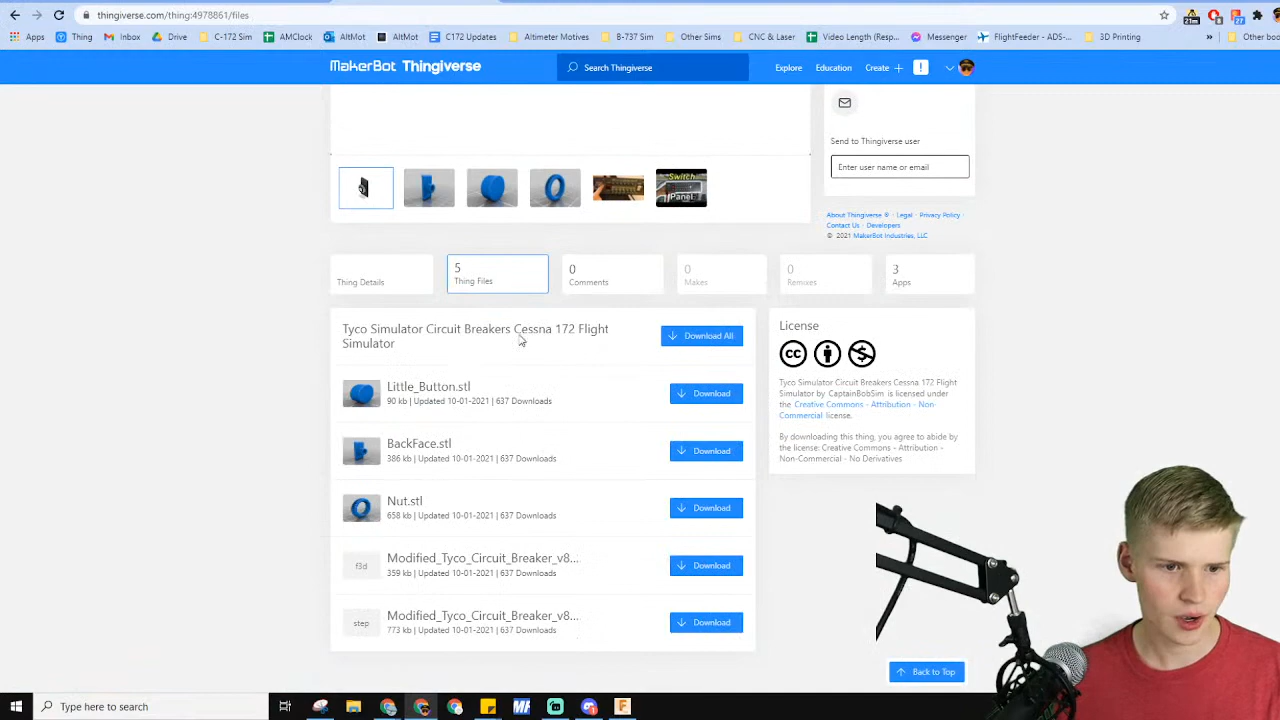 thingiverse.com/thing:4978861/files
Apps Thing Inbox Drive C-172 Sim AMClock AltMot AltMot C172 Updates Altimeter Motives B-737 Sim Other Sims CNC & Laser Video Length (Resp... Messenger FlightFeeder - ADS-... 3D Printing » Other boo
MakerBot Thingiverse
Search Thingiverse
Explore Education Create +
Send to Thingiverse user
Enter user name or email
Switch
Panel
About Thingiverse ® · Legal · Privacy Policy ·
Contact Us · Developers
© 2021 MakerBot Industries, LLC
Thing Details
5
Thing Files
0
Comments
0
Makes
0
Remixes
3
Apps
Tyco Simulator Circuit Breakers Cessna 172 Flight
Simulator
Download All
Little_Button.stl
90 kb | Updated 10-01-2021 | 637 Downloads
Download
BackFace.stl
386 kb | Updated 10-01-2021 | 637 Downloads
Download
Nut.stl
658 kb | Updated 10-01-2021 | 637 Downloads
Download
f3d
Modified_Tyco_Circuit_Breaker_v8...
359 kb | Updated 10-01-2021 | 637 Downloads
Download
step
Modified_Tyco_Circuit_Breaker_v8...
773 kb | Updated 10-01-2021 | 637 Downloads
Download
License
cc
Tyco Simulator Circuit Breakers Cessna 172 Flight
Simulator by CaptainBobSim is licensed under
the Creative Commons - Attribution - Non-
Commercial license.
By downloading this thing, you agree to abide by
the license: Creative Commons - Attribution -
Non-Commercial - No Derivatives
Back to Top
Type here to search